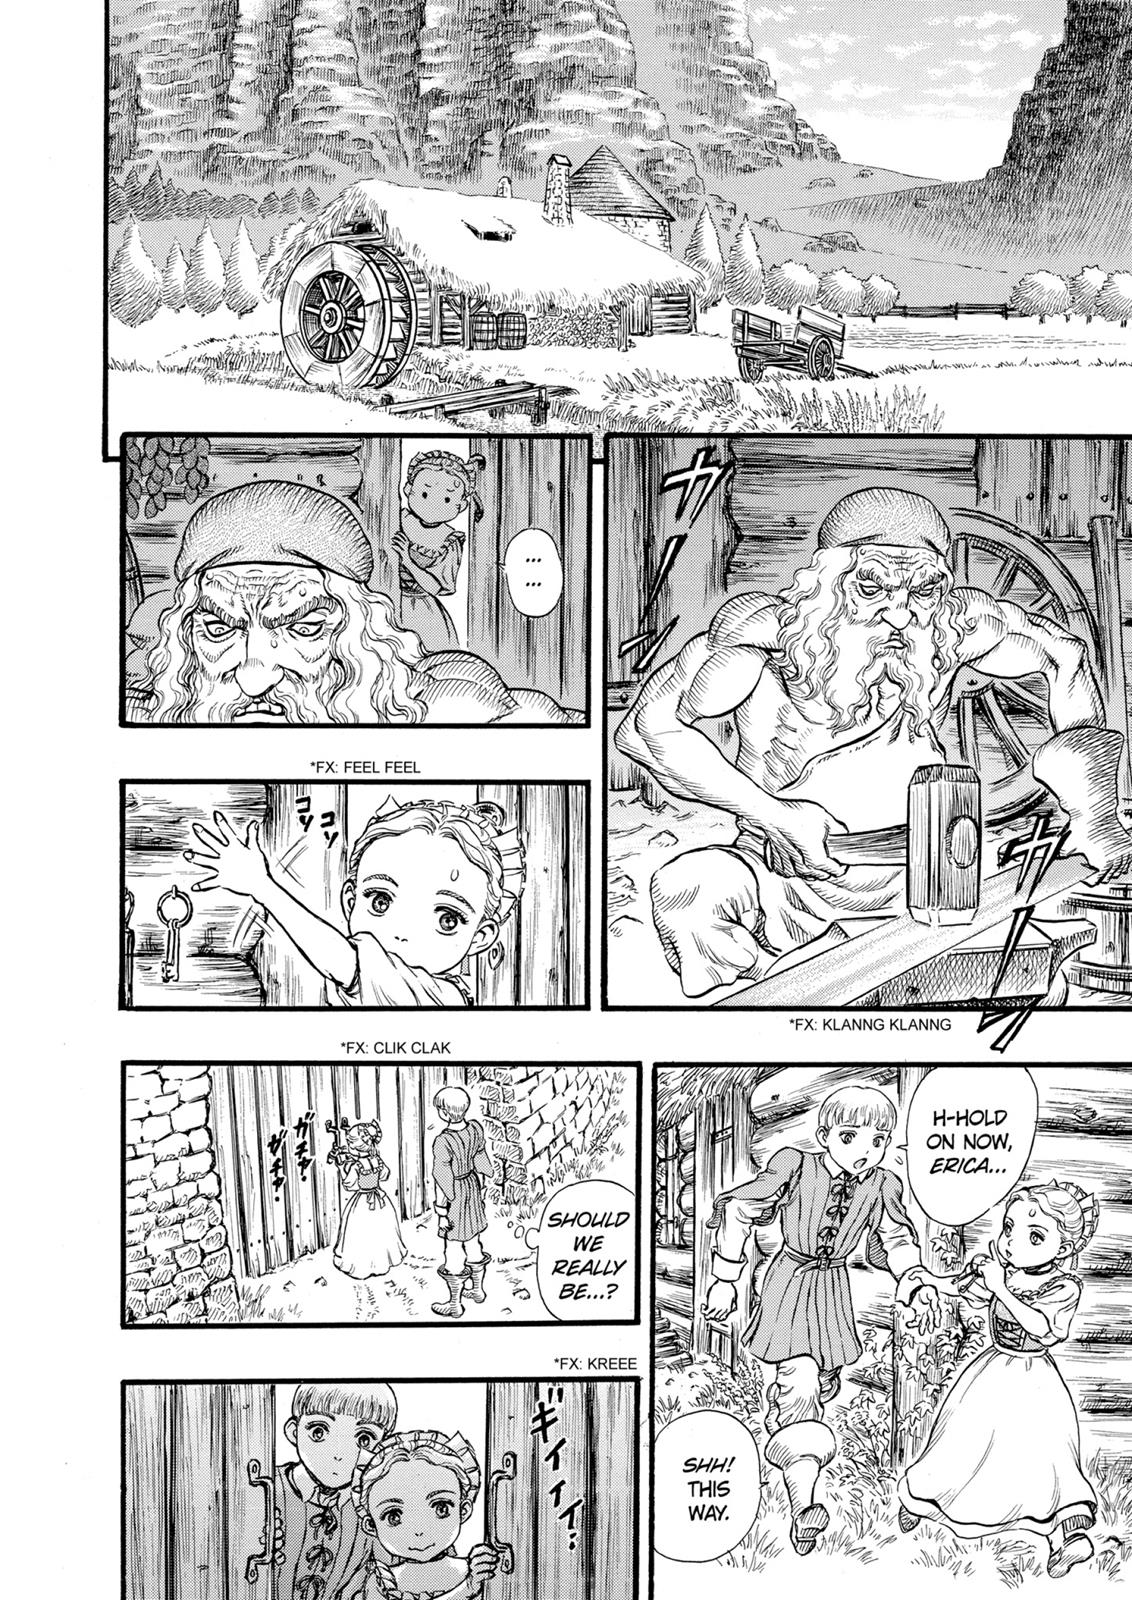 カ
ン
カ
ン
*FX: KLANNG KLANNG
...
...
*FX: FEEL FEEL
コソ
コソ
H-HOLD
ON NOW,
ERICA...
SHH!
THIS
WAY.
*FX: CLIK CLAK
ガチャ
ガチャ
SHOULD
WE
REALLY
BE...?
*FX: KREEE
ギイイイ